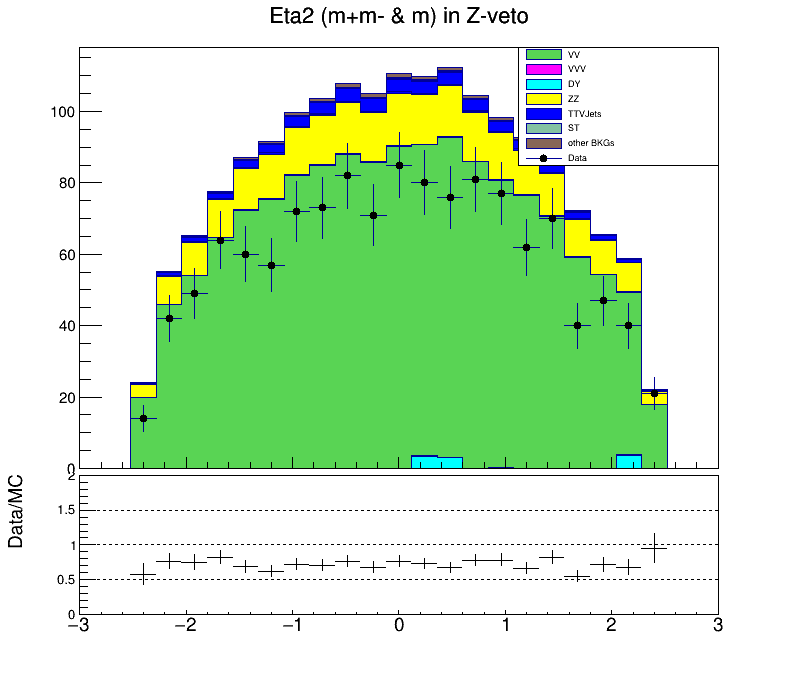 Eta2 (m+m- & m) in Z-veto
VV
VVV
DY
ZZ
TTVJets
ST
other BKGs
Data
100
80
60
40
20
0
Data/MC
2
1.5
1
0.5
0
−3 −2 −1 0 1 2 3